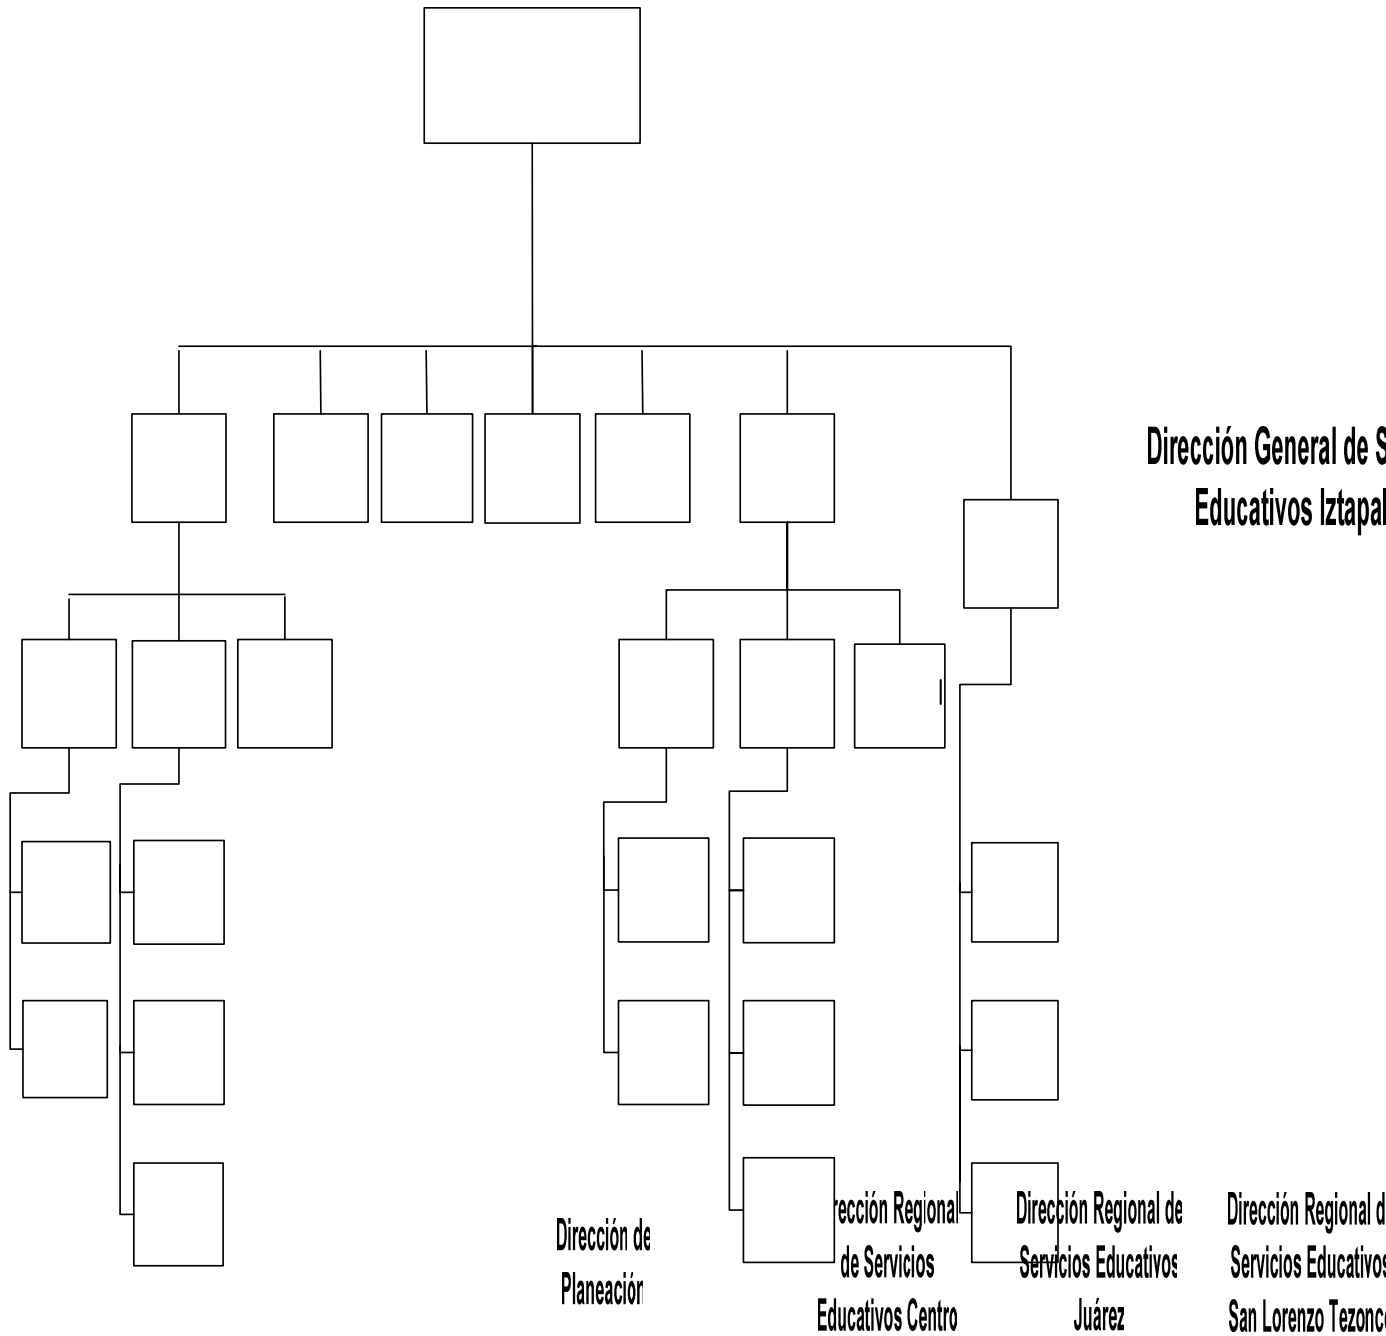 Dirección General de S
Educativos Iztapal
Dirección de
Planeación
rección Regional
de Servicios
Educativos Centro
Dirección Regional de
Servicios Educativos
Juárez
Dirección Regional d
Servicios Educativos
San Lorenzo Tezonco